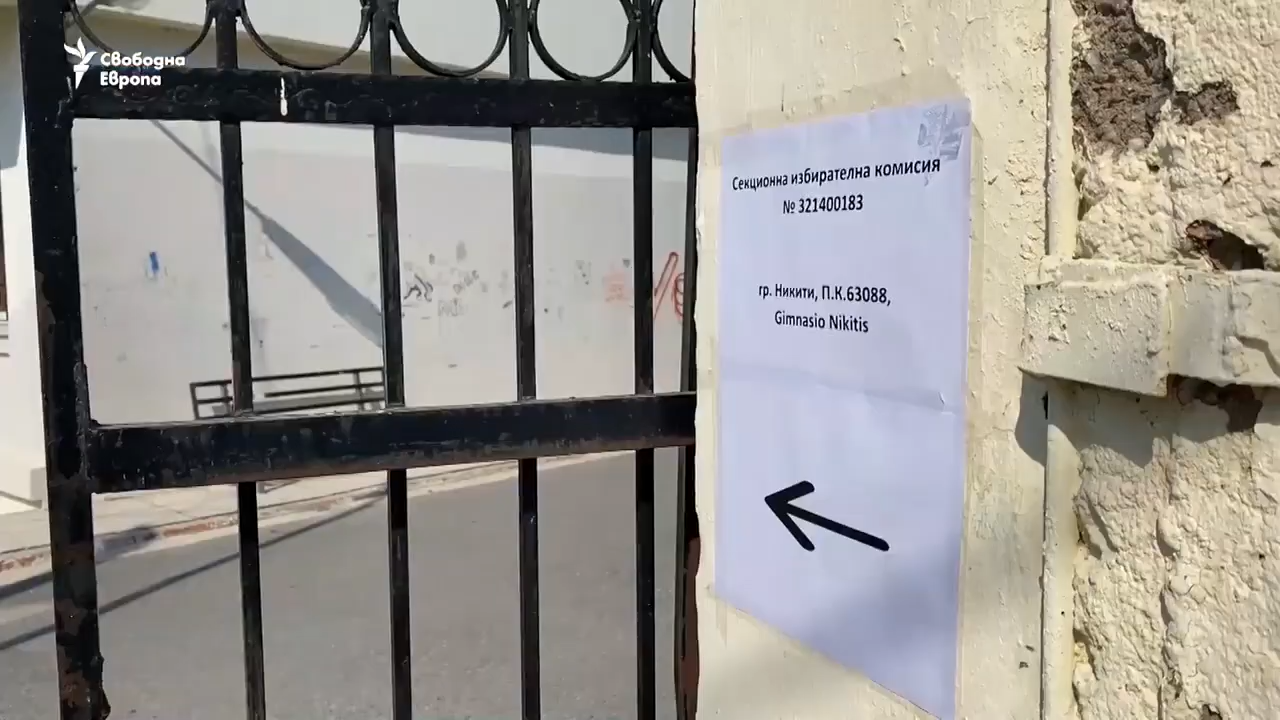 Свободна
Европа
Секционна избирателна комисия
№ 321400183
гр. Никити, П.К.63088,
Gimnasio Nikitis